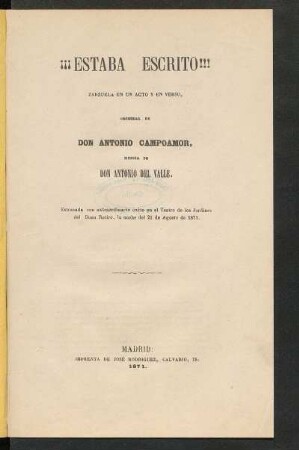 ¡¡¡ESTABA ESCRITO!!!
ZARZUELA EN UN ACTO Y EN VERSO,
ORIGINAL DE
DON ANTONIO CAMPOAMOR,
MUSICA DE
DON ANTONIO DEL VALLE.
Estrenada con extraordinario éxito en el Teatro de los Jardines
del Buen Retiro, la noche del 24 de Agosto de 1871.
MADRID:
IMPRENTA DE JOSÉ RODRIGUEZ, CALVARIO, 18.
1871.